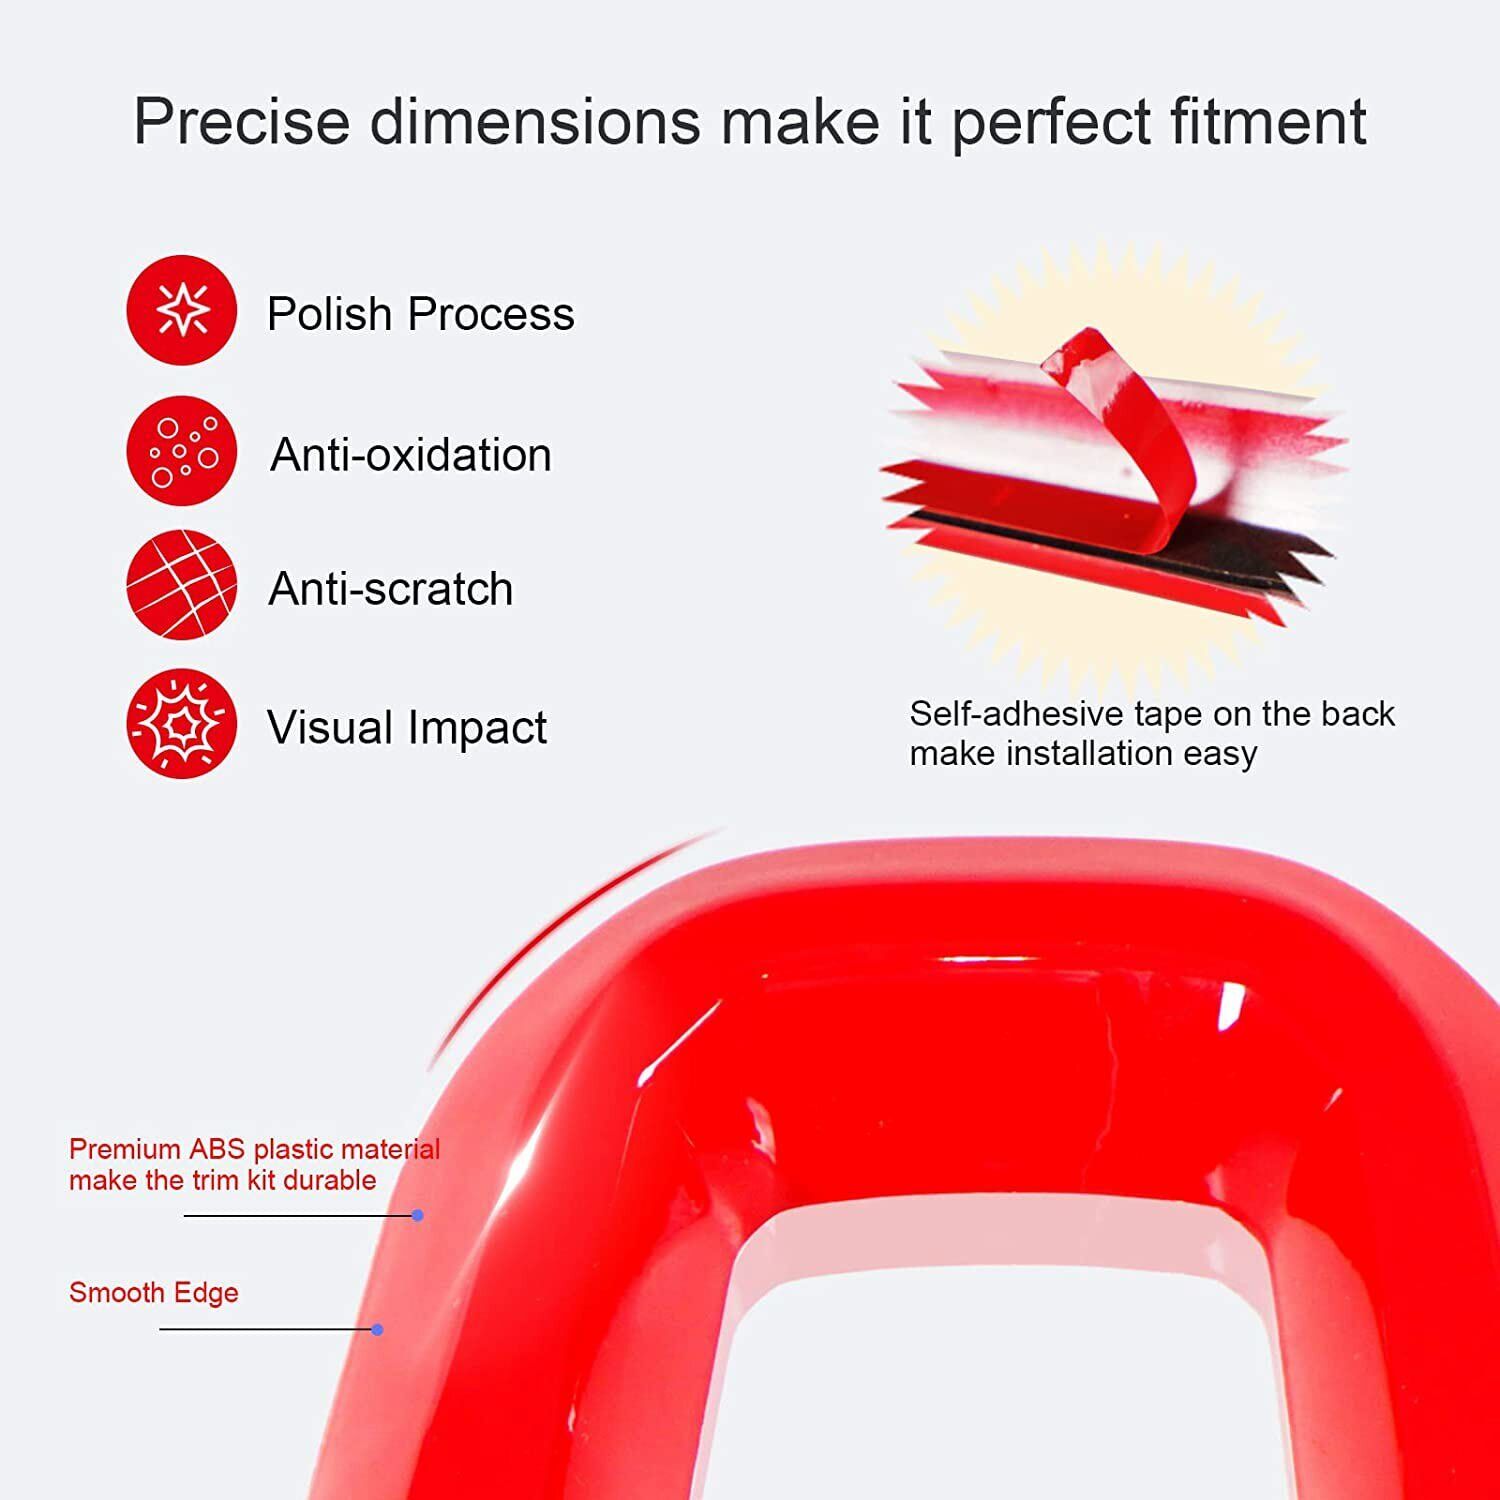 Precise dimensions make it perfect fitment
Polish Process
Anti-oxidation
Anti-scratch
Visual Impact
Self-adhesive tape on the back
make installation easy
Premium ABS plastic material
make the trim kit durable
Smooth Edge